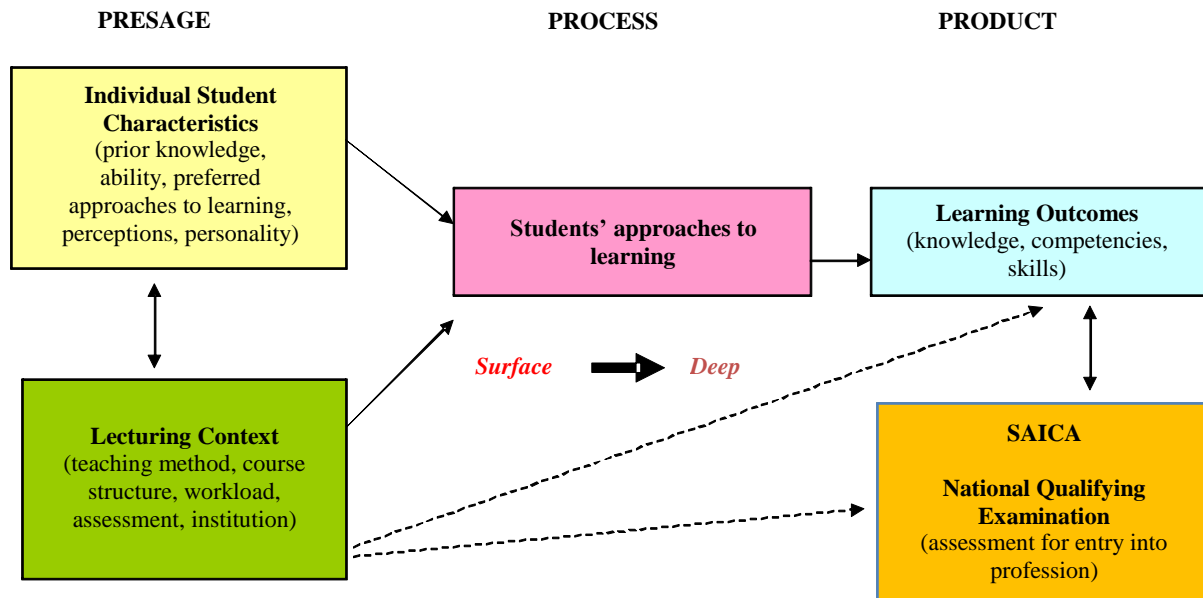 PRESAGE
PROCESS
PRODUCT
Individual Student
Characteristics
(prior knowledge,
ability, preferred
approaches to learning,
perceptions, personality)
Students’ approaches to
learning
Learning Outcomes
(knowledge, competencies,
skills)
Surface
Deep
Lecturing Context
(teaching method, course
structure, workload,
assessment, institution)
SAICA
National Qualifying
Examination
(assessment for entry into
profession)